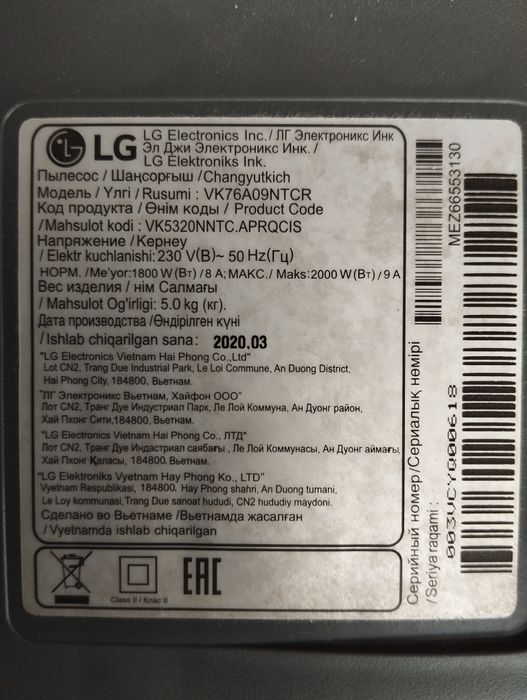 LG
LG Electronics Inc./ ЛГ Электроникс Инк
Эл Джи Электроникс Инк. /
LG Elektroniks Ink.
Пылесос / Шаңсорғыш /Changyutkich
Модель / Үлгі / Rusumi : VK76A09NTCR
Код продукта / Өнім коды / Product Code
/ Mahsulot kodi : VK5320NNTC.APRQCIS
Напряжение / Кернеу
/ Elektr kuchlanishi: 230 V(В)~ 50 Hz(Гц)
НОРМ. / Me'yor:1800 W(Вт) / 8 A; МАКС./ Maks:2000 W(Вт) / 9 A
Вес изделия / нім Салмағы
/ Mahsulot Og'irligi: 5.0 kg (кг).
Дата производства /Өндірілген күні
/Ishlab chiqarilgan sana: 2020.03
"LG Electronics Vietnam Hai Phong Co.,Ltd"
Lot CN2, Trang Due Industrial Park, Le Loi Commune, An Duong District,
Hai Phong City, 184800. Вьетнам.
"ЛГ Электроникс Вьетнам, Хайфон ООО"
Лот CN2, Транг Дуе Индустриал Парк, Ле Лой Коммуна, Ан Дуонг район,
Хай Пхонг Сити,184800, Вьетнам.
"LG Electronics Vietnam Hai Phong Co., ЛТД"
Лот CN2, Транг Дуе Индастриал саябағы , Ле Лой Коммунасы, Ан Дуонг аймағы,
Хай Пхонг Қаласы, 184800, Вьетнам.
"LG Elektroniks Vyetnam Hay Phong Ko., LTD"
Vyetnam Respublikasi, 184800. Hay Phong shahri, An Duong tumani,
Le Loy kommunasi,Trang Due sanoat hududi, CN2 hududiy maydoni.
Сделано во Вьетнаме /Вьетнамда жасалған
/ Vyetnamda ishlab chiqarilgan
Class II / Клас II
EAC
MEZ66553130
Серийный номер /Сериалық нөмірі
/Seriya raqami :
003VCYQ00618